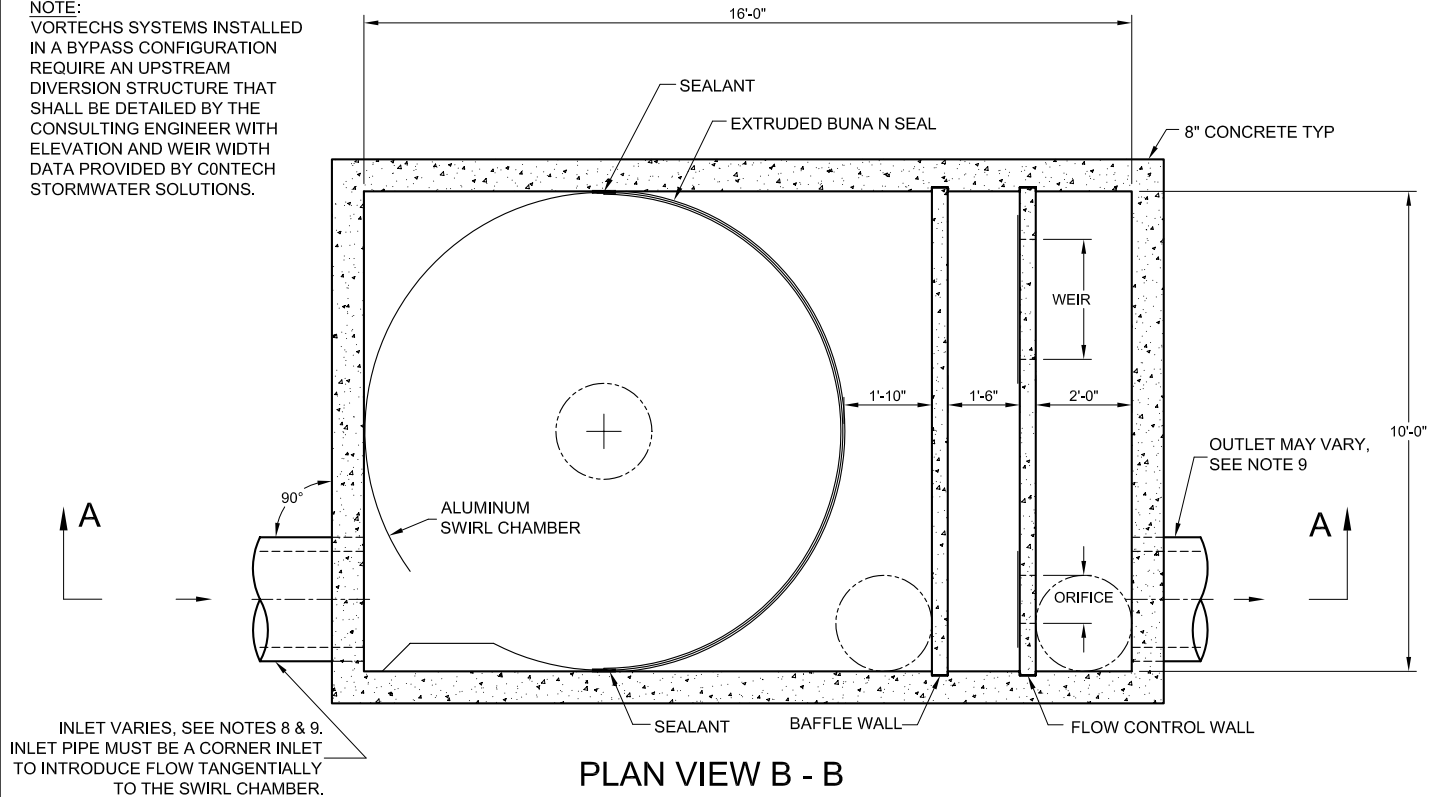 NOTE:
VORTECHS SYSTEMS INSTALLED
IN A BYPASS CONFIGURATION
REQUIRE AN UPSTREAM
DIVERSION STRUCTURE THAT
SHALL BE DETAILED BY THE
CONSULTING ENGINEER WITH
ELEVATION AND WEIR WIDTH
DATA PROVIDED BY C0NTECH
STORMWATER SOLUTIONS.
16'-0"
SEALANT
EXTRUDED BUNA N SEAL
8" CONCRETE TYP
WEIR
1'-10"
1'-6"
2'-0"
10'-0"
OUTLET MAY VARY,
SEE NOTE 9
90°
ALUMINUM
SWIRL CHAMBER
A
A
ORIFICE
INLET VARIES, SEE NOTES 8 & 9.
INLET PIPE MUST BE A CORNER INLET
TO INTRODUCE FLOW TANGENTIALLY
TO THE SWIRL CHAMBER.
SEALANT
BAFFLE WALL
FLOW CONTROL WALL
PLAN VIEW B - B